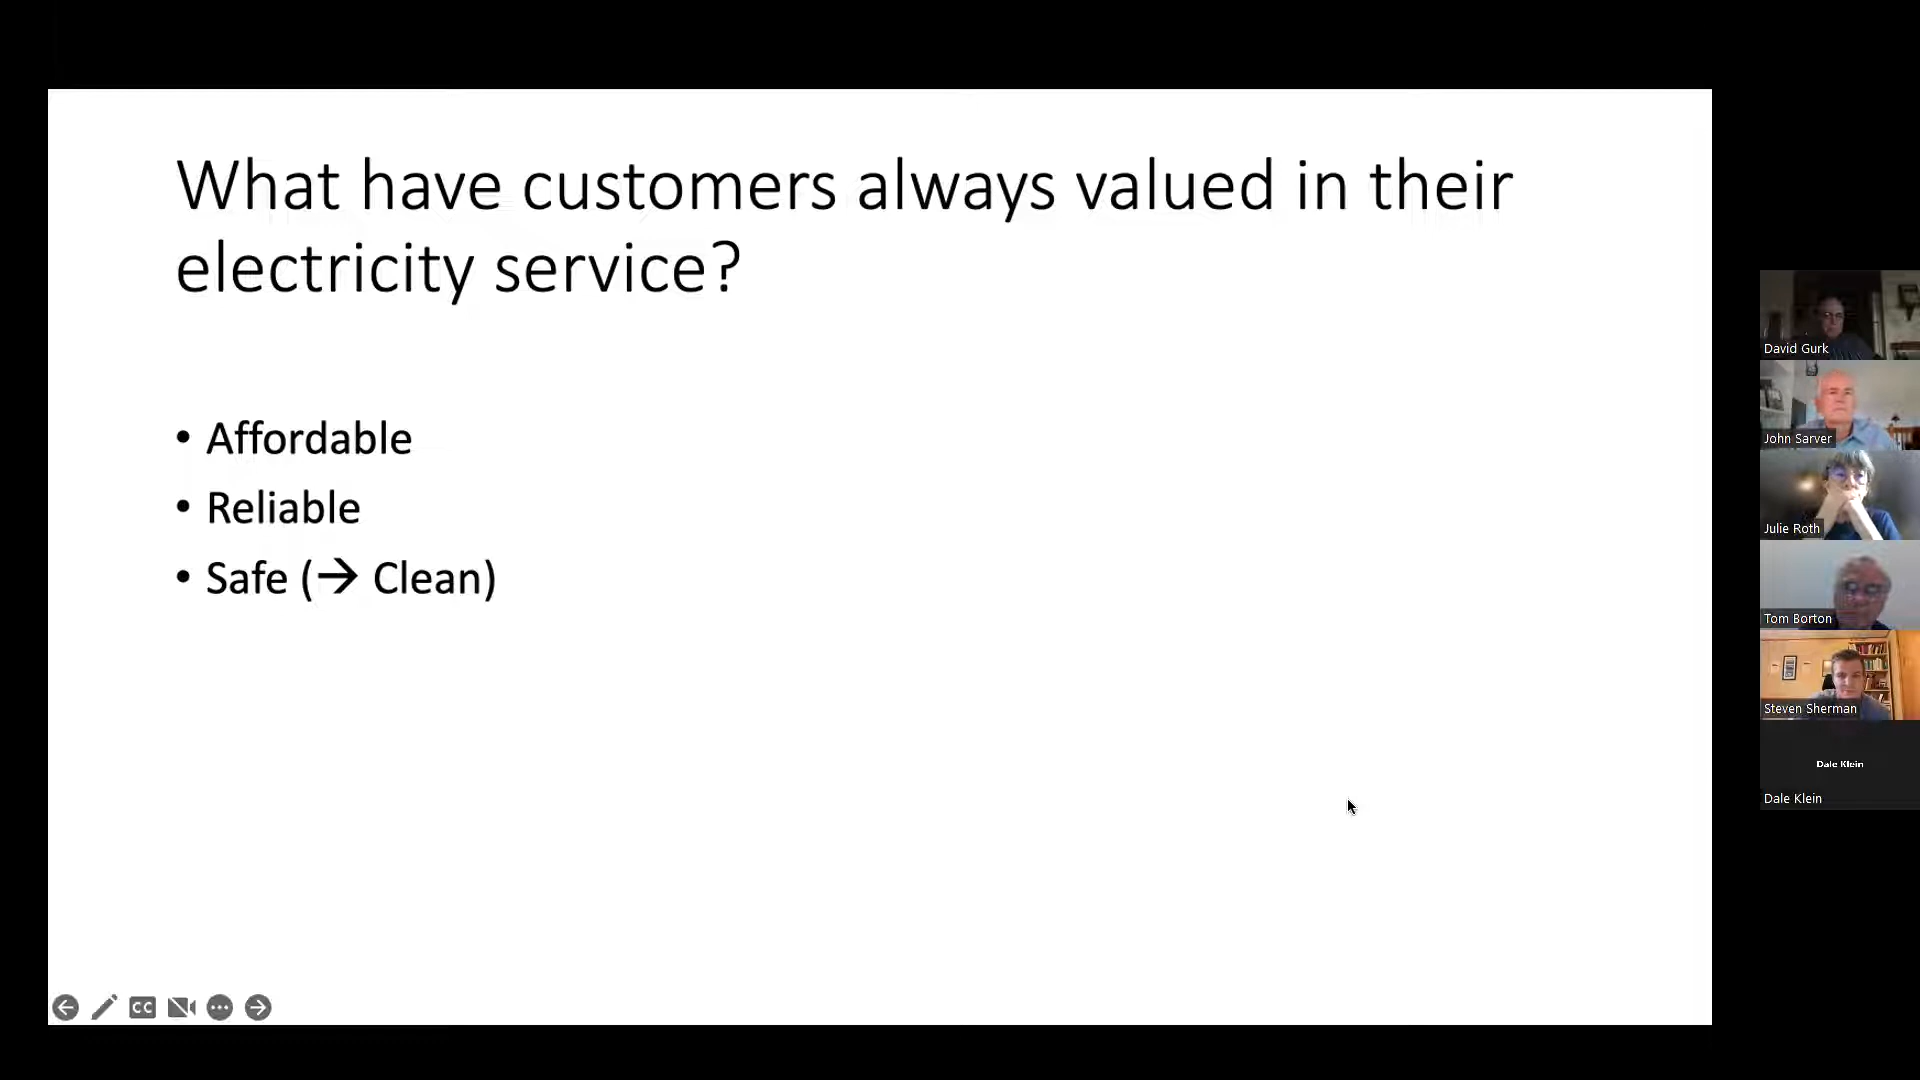 What have customers always valued in their
electricity service?
• Affordable
• Reliable
• Safe (→ Clean)
CC
David Gurk
John Sarver
Julie Roth
Tom Borton
Steven Sherman
Dale Klein
Dale Klein